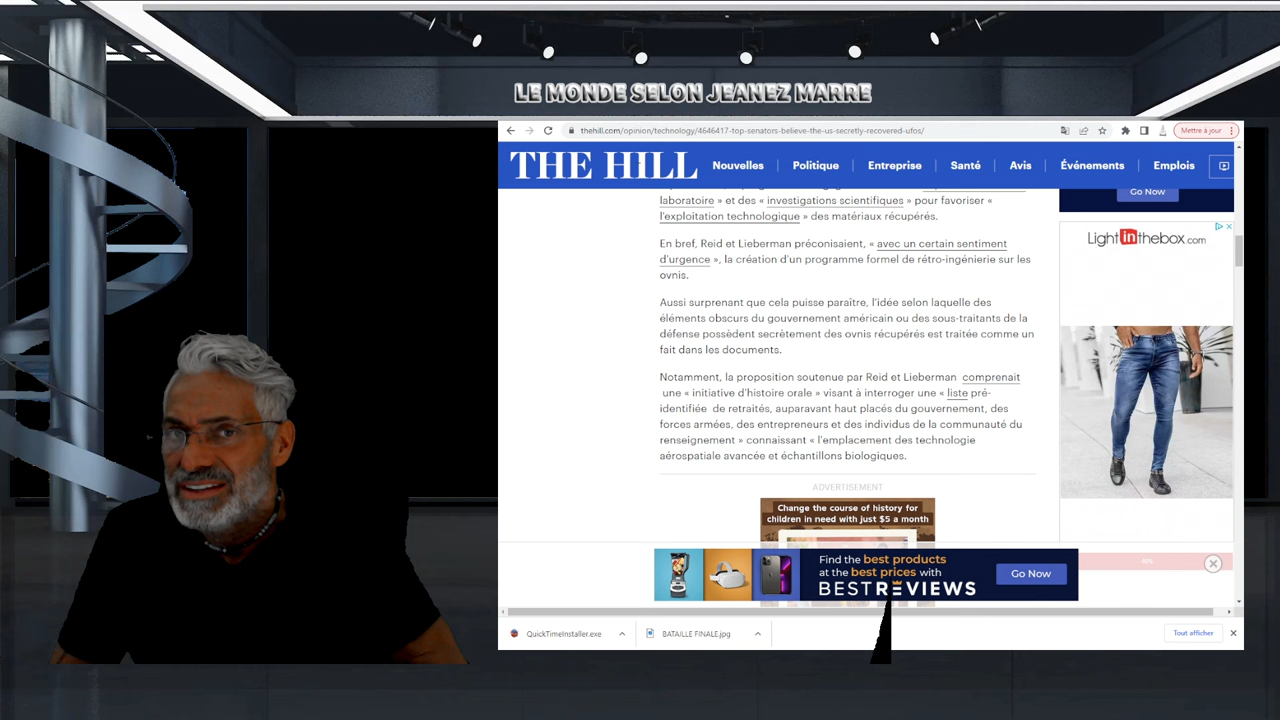 LE MONDE SELON JEANEZ MARRE
thehill.com/opinion/technology/4646417-top-senators-believe-the-us-secretly-recovered-ufos/
Mettre à jour
THE HILL
Nouvelles
Politique
Entreprise
Santé
Avis
Événements
Emplois
laboratoire » et des « investigations scientifiques » pour favoriser «
l'exploitation technologique » des matériaux récupérés.
En bref, Reid et Lieberman préconisaient, « avec un certain sentiment
d'urgence », la création d'un programme formel de rétro-ingénierie sur les
ovnis.
Aussi surprenant que cela puisse paraître, l'idée selon laquelle des
éléments obscurs du gouvernement américain ou des sous-traitants de la
défense possèdent secrètement des ovnis récupérés est traitée comme un
fait dans les documents.
Notamment, la proposition soutenue par Reid et Lieberman comprenait
une « initiative d'histoire orale » visant à interroger une « liste pré-
identifiée de retraités, auparavant haut placés du gouvernement, des
forces armées, des entrepreneurs et des individus de la communauté du
renseignement » connaissant « l'emplacement des technologie
aérospatiale avancée et échantillons biologiques.
ADVERTISEMENT
Change the course of history for
children in need with just $5 a month
Go Now
Lightinthebox.com
Find the best products
at the best prices with
BESTREVIEWS
Go Now
QuickTimeInstaller.exe
BATAILLE FINALE.jpg
Tout afficher